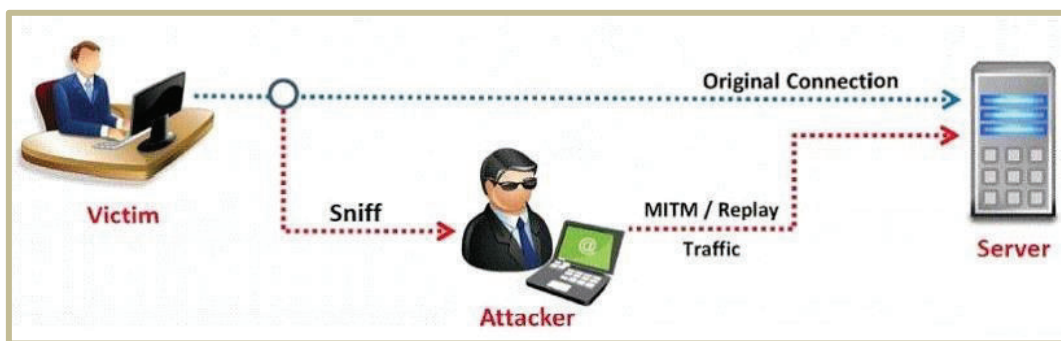 Original Connection
Victim
Sniff
MITM / Replay
Traffic
@
Attacker
Server